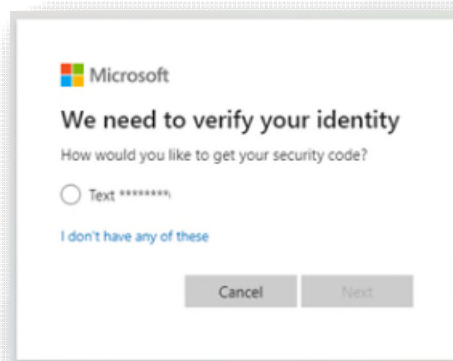 Microsoft
We need to verify your identity
How would you like to get your security code?
Text ********
I don't have any of these
Cancel
Next